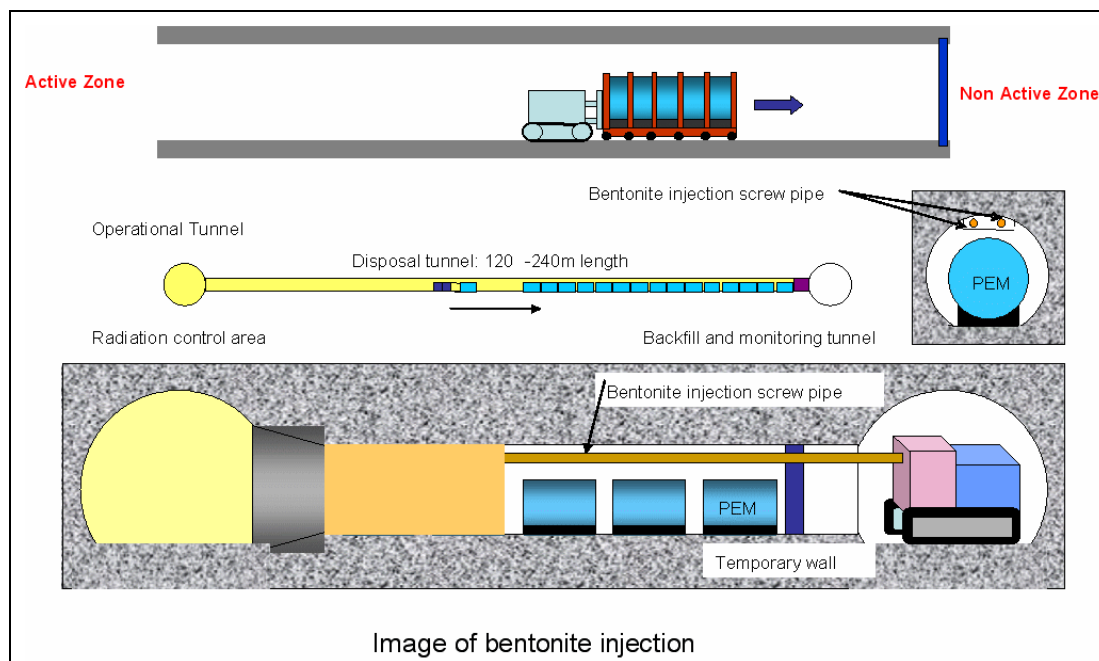 Active Zone
Non Active Zone
Bentonite injection screw pipe
Operational Tunnel
Disposal tunnel: 120 -240m length
PEM
Radiation control area
Backfill and monitoring tunnel
Bentonite injection screw pipe
PEM
Temporary wall
Image of bentonite injection